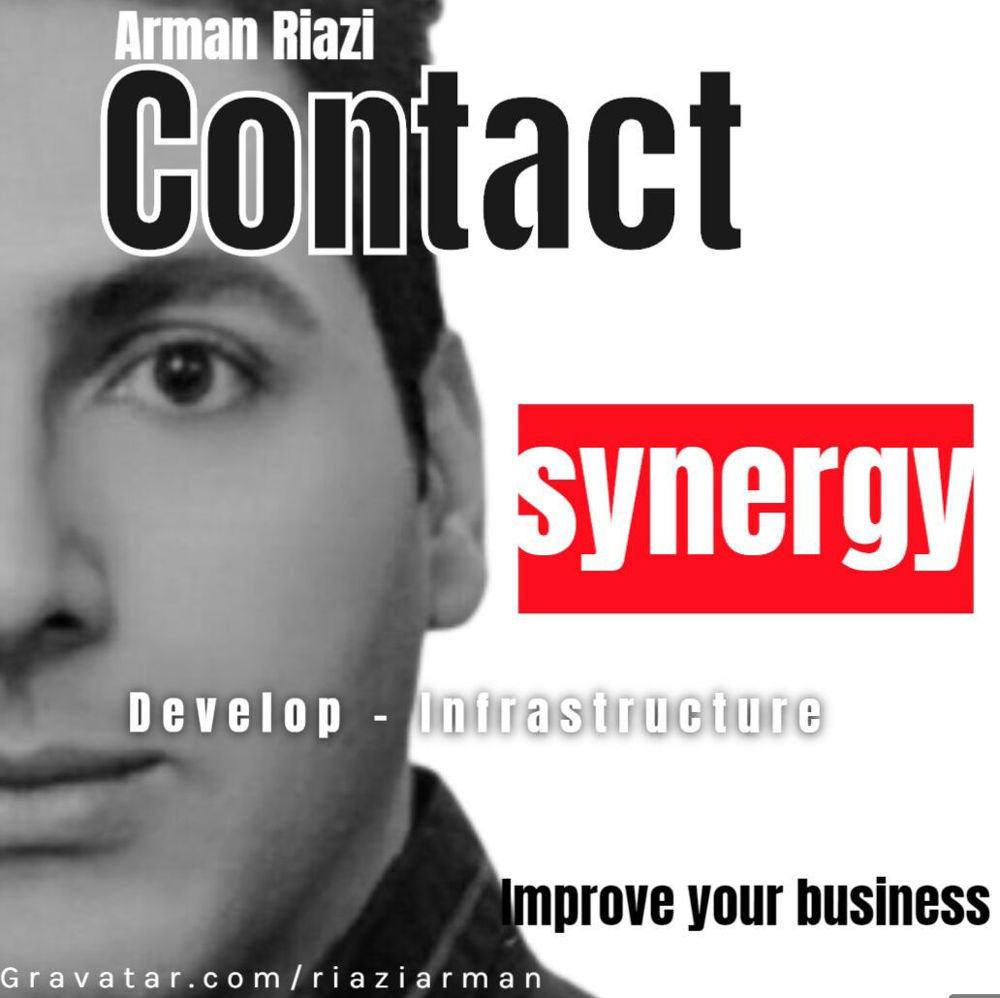 Arman Riazi
Contact
synergy
Develop - Infrastructure
Improve your business
Gravatar.com/riaziarman